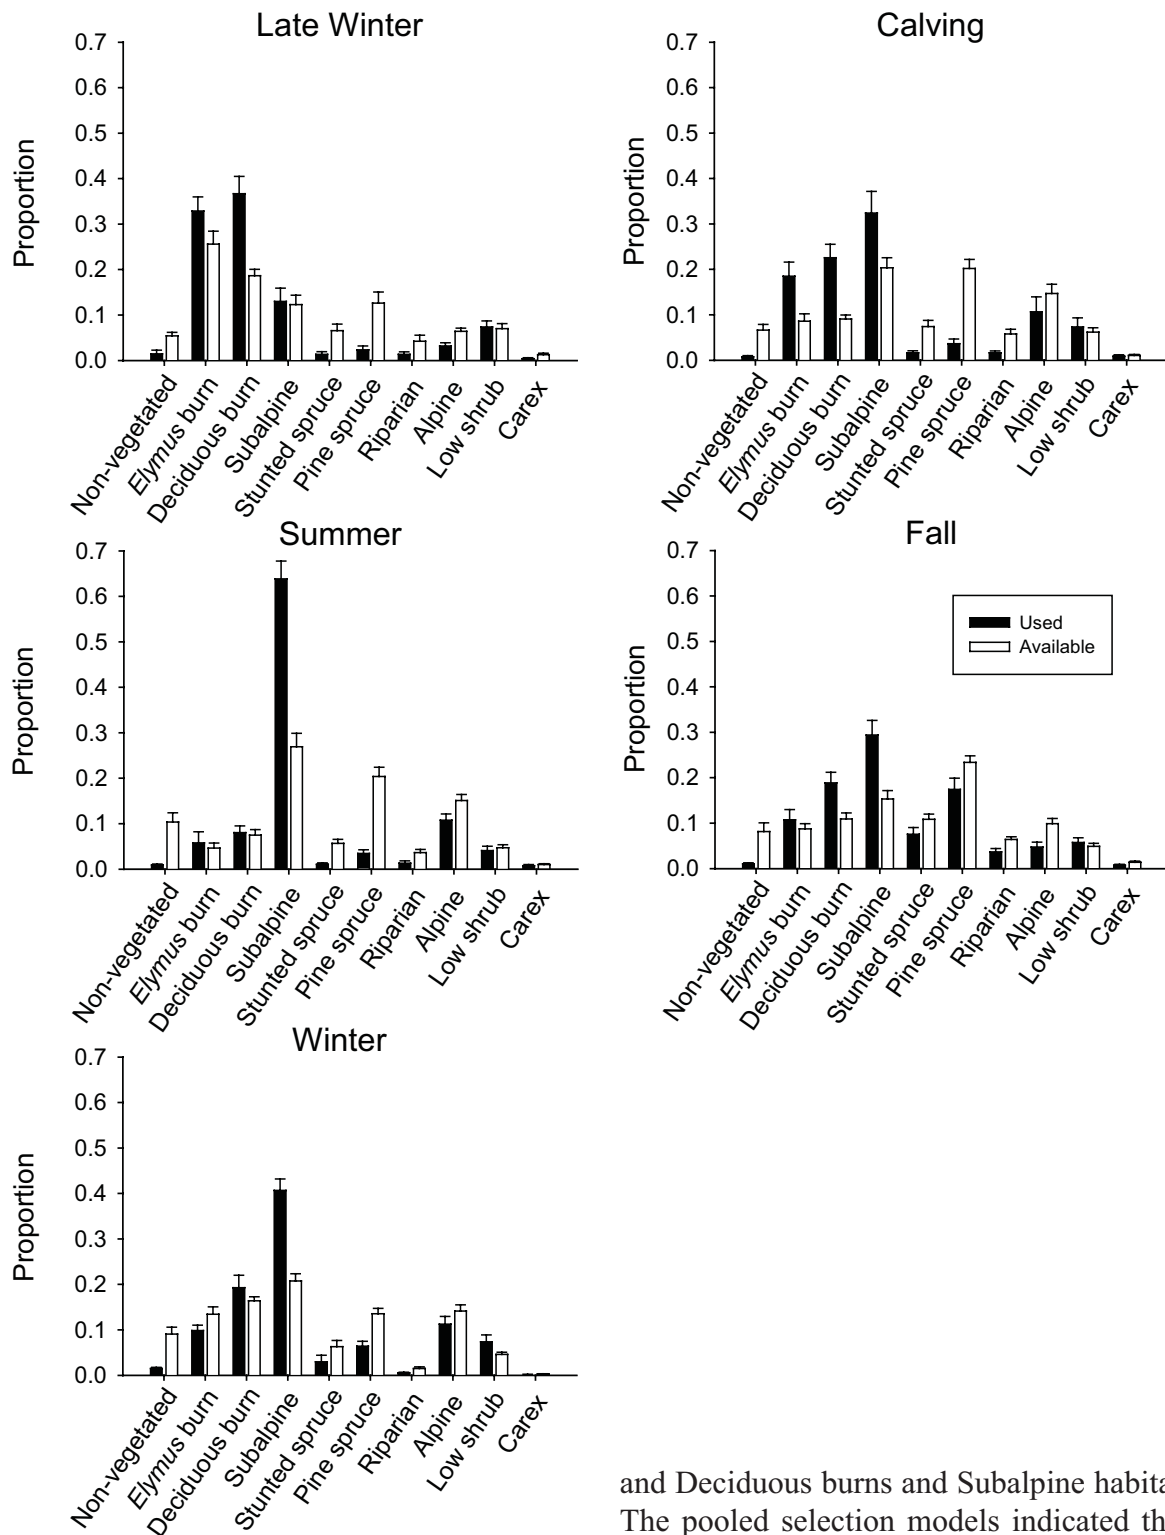 Late Winter
Proportion
0.7
0.6
0.5
0.4
0.3
0.2
0.1
0.0
Non-vegetated
Elymus burn
Deciduous burn
Subalpine
Stunted spruce
Pine spruce
Riparian
Alpine
Low shrub
Carex
Calving
Proportion
0.7
0.6
0.5
0.4
0.3
0.2
0.1
0.0
Non-vegetated
Elymus burn
Deciduous burn
Subalpine
Stunted spruce
Pine spruce
Riparian
Alpine
Low shrub
Carex
Summer
Proportion
0.7
0.6
0.5
0.4
0.3
0.2
0.1
0.0
Non-vegetated
Elymus burn
Deciduous burn
Subalpine
Stunted spruce
Pine spruce
Riparian
Alpine
Low shrub
Carex
Fall
Proportion
0.7
0.6
0.5
0.4
0.3
0.2
0.1
0.0
Used
Available
Non-vegetated
Elymus burn
Deciduous burn
Subalpine
Stunted spruce
Pine spruce
Riparian
Alpine
Low shrub
Carex
Winter
Proportion
0.7
0.6
0.5
0.4
0.3
0.2
0.1
0.0
Non-vegetated
Elymus burn
Deciduous burn
Subalpine
Stunted spruce
Pine spruce
Riparian
Alpine
Low shrub
Carex
and Deciduous burns and Subalpine habita
The pooled selection models indicated th